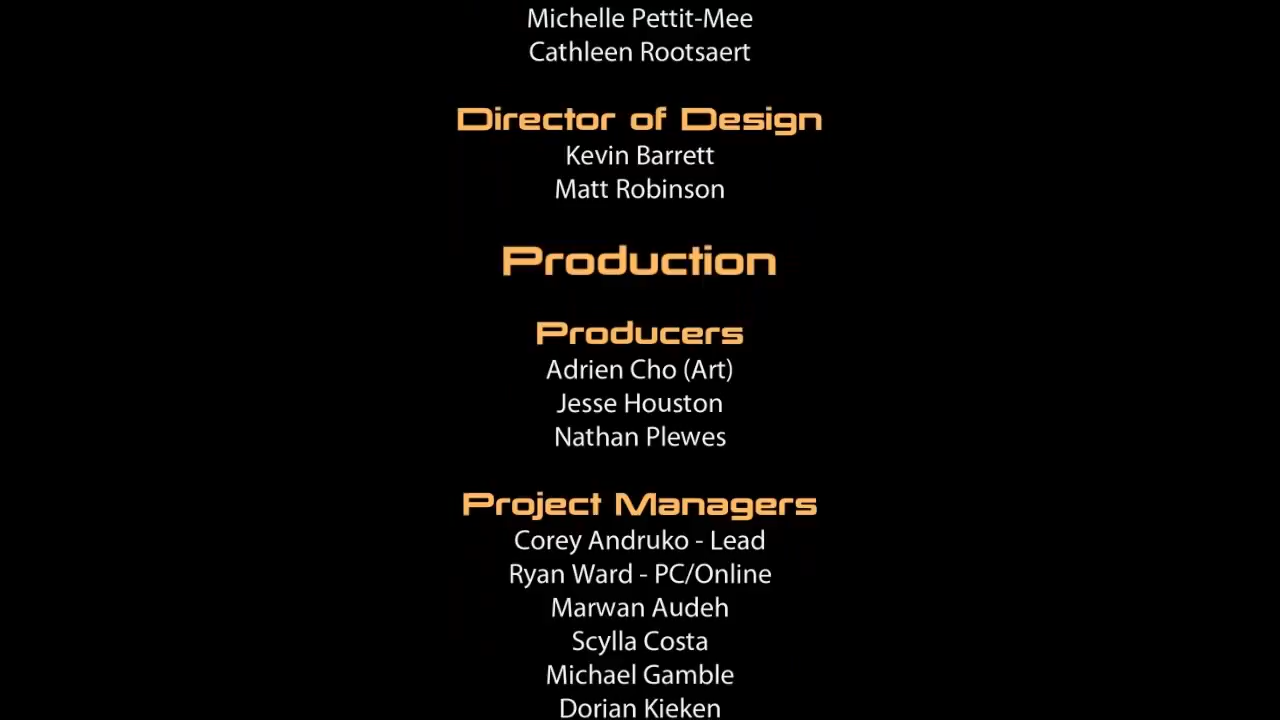 Michelle Pettit-Mee
Cathleen Rootsaert
Director of Design
Kevin Barrett
Matt Robinson
Production
Producers
Adrien Cho (Art)
Jesse Houston
Nathan Plewes
Project Managers
Corey Andruko - Lead
Ryan Ward - PC/Online
Marwan Audeh
Scylla Costa
Michael Gamble
Dorian Kieken